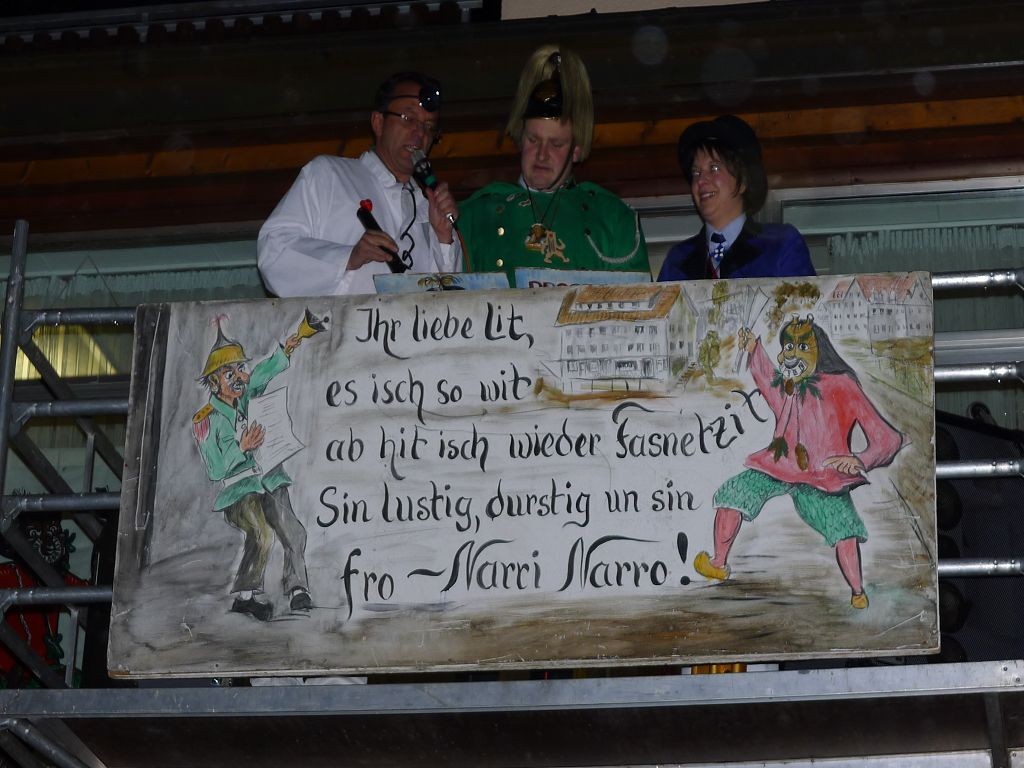 Ihr liebe Lit,
es isch so wit
ab hit isch wieder Fasnetzit
Sin lustig, durstig un sin
fro - Narri Narro!